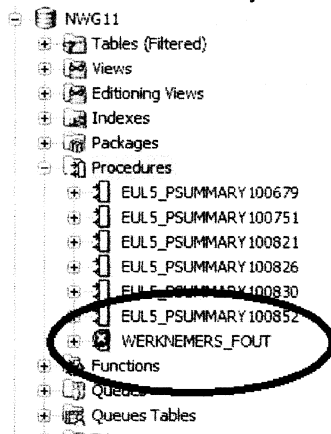 NWG11
Tables (Filtered)
Views
Editioning Views
Indexes
Packages
Procedures
EUL5_PSUMMARY100679
EUL5_PSUMMARY100751
EUL5_PSUMMARY100821
EUL5_PSUMMARY100826
EUL5_PSUMMARY100830
EUL5_PSUMMARY100852
WERKNEMERS_FOUT
Functions
Queues
Queues Tables